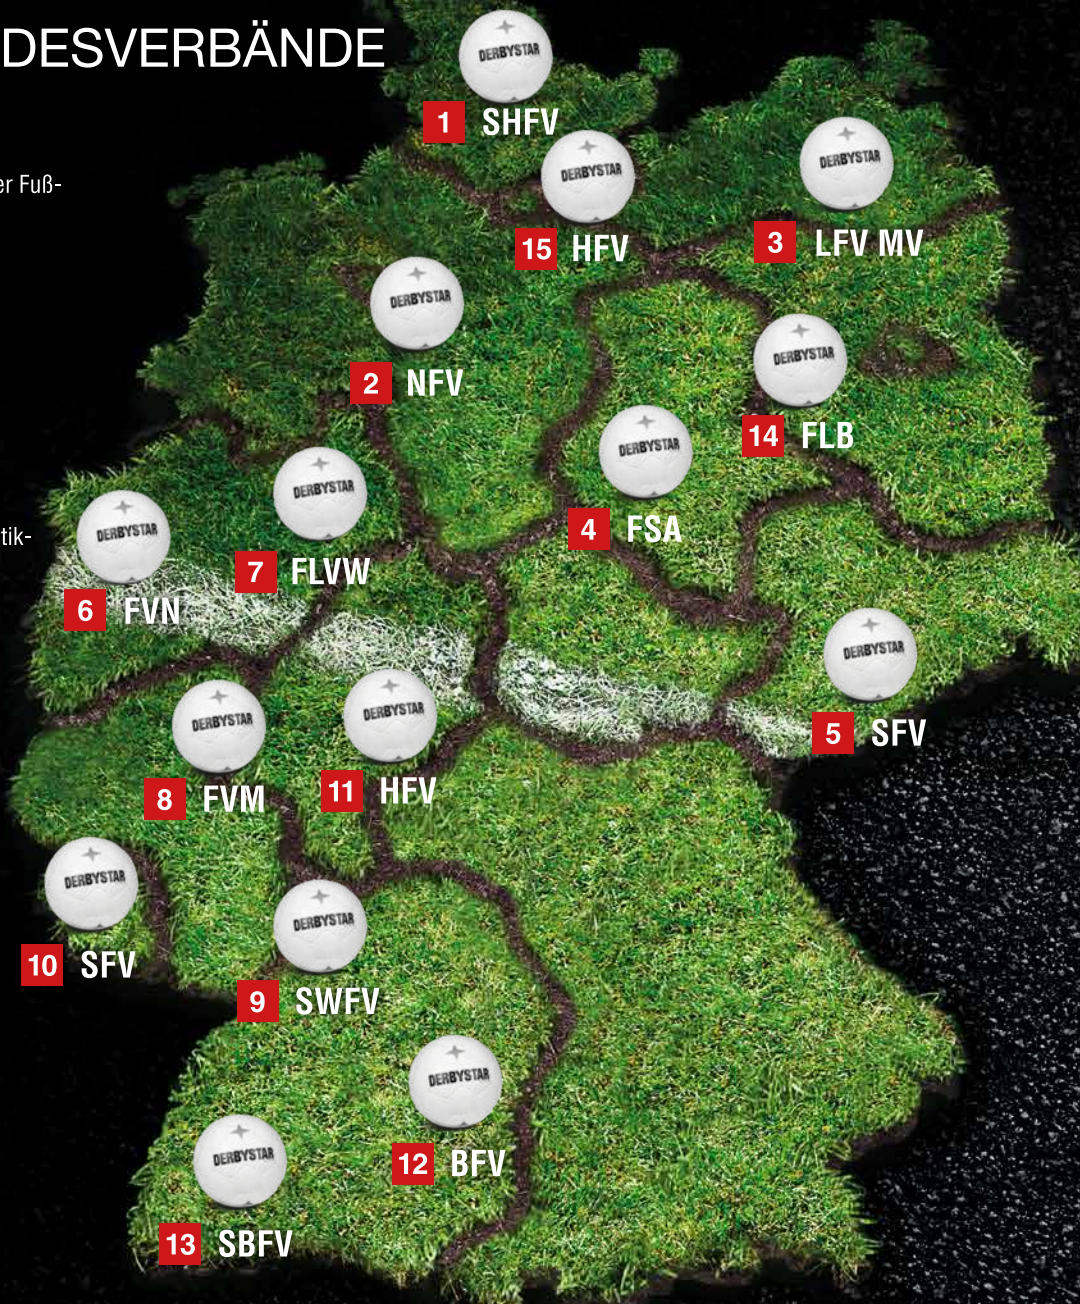 DESVERBÄNDE
er Fuß-
tik-
DERBYSTAR
1 SHFV
DERBYSTAR
15 HFV
DERBYSTAR
3 LFV MV
DERBYSTAR
2 NFV
DERBYSTAR
14 FLB
DERBYSTAR
4 FSA
DERBYSTAR
7 FLVW
DERBYSTAR
6 FVN
DERBYSTAR
5 SFV
DERBYSTAR
8 FVM
DERBYSTAR
11 HFV
DERBYSTAR
10 SFV
DERBYSTAR
9 SWFV
DERBYSTAR
12 BFV
DERBYSTAR
13 SBFV